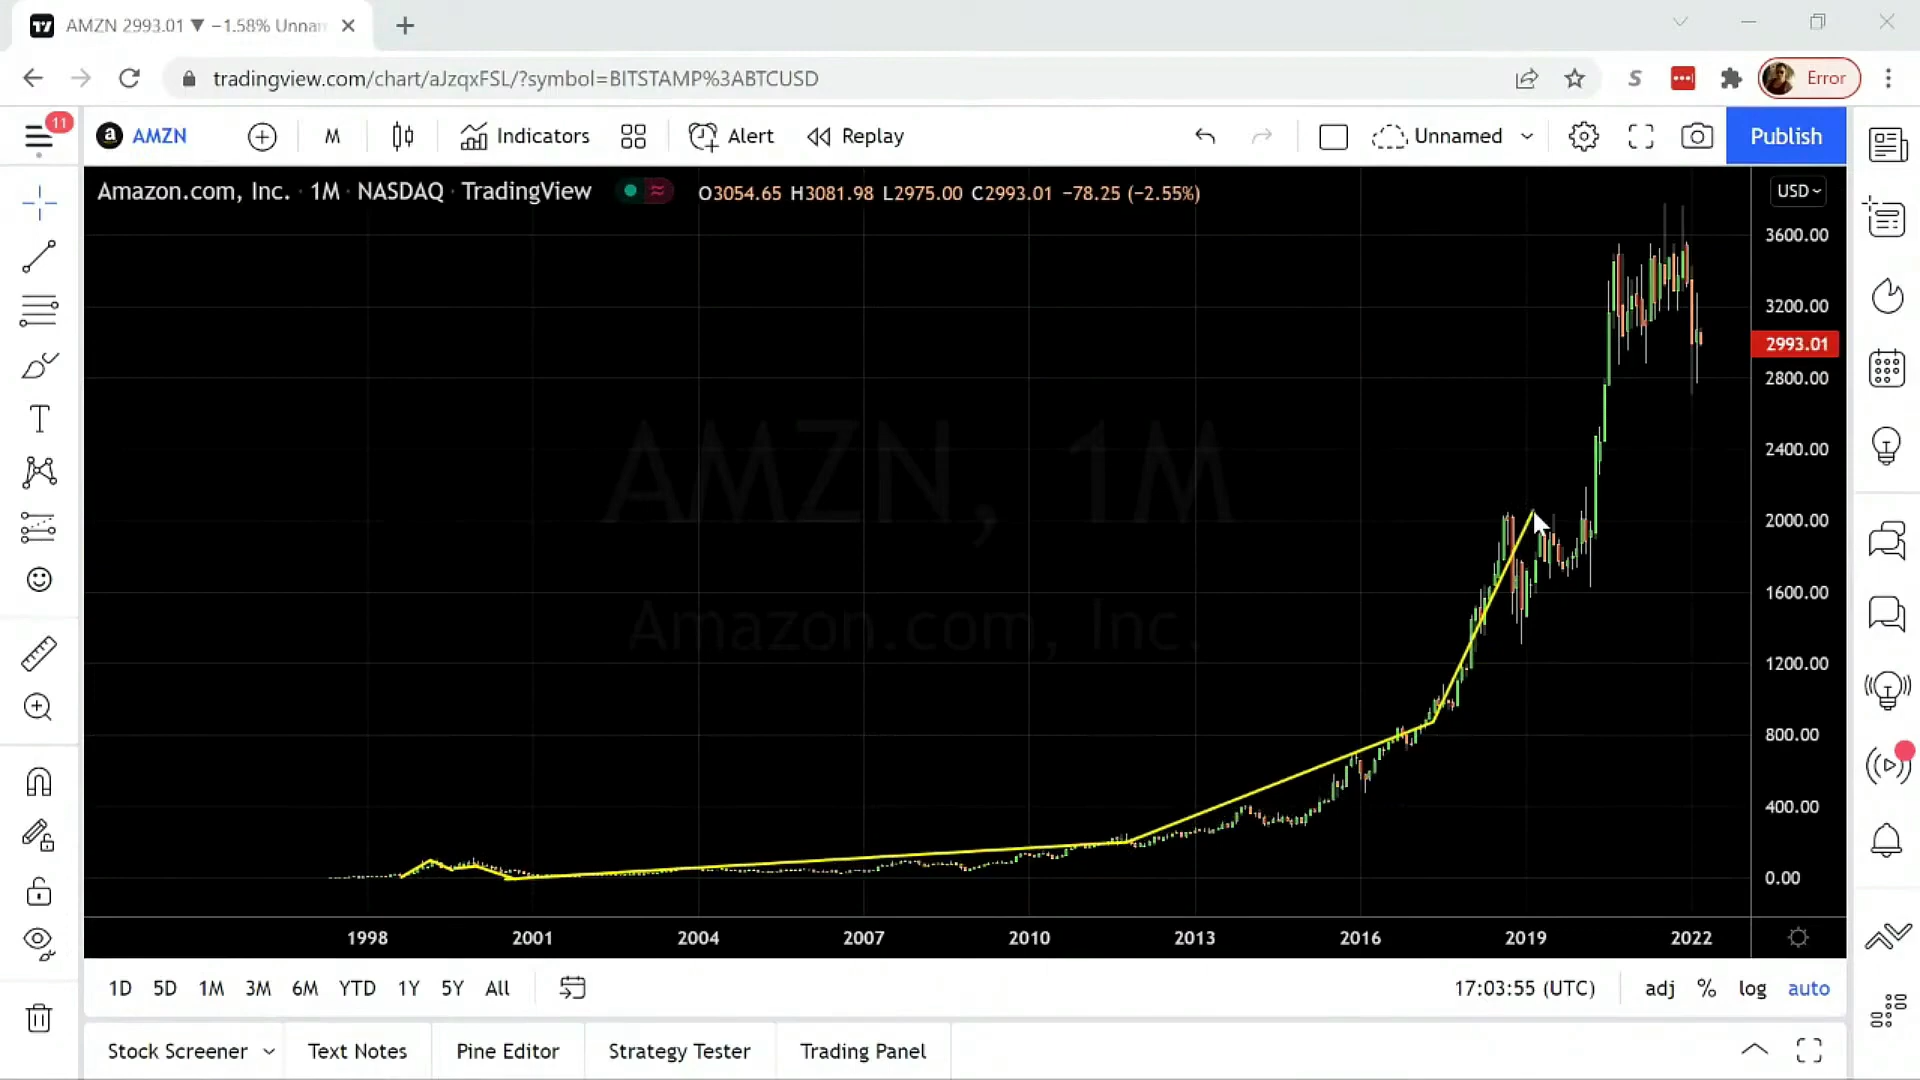 AMZN 2993.01 ▼ −1.58% Unnar
tradingview.com/chart/aJzqxFSL/?symbol=BITSTAMP%3ABTCUSD
S
Error
11
a AMZN M Indicators Alert Replay Unnamed Publish
Amazon.com, Inc. · 1M · NASDAQ · TradingView O3054.65 H3081.98 L2975.00 C2993.01 −78.25 (−2.55%)
USD
3600.00
3200.00
2993.01
2800.00
2400.00
2000.00
1600.00
1200.00
800.00
400.00
0.00
AMZN, 1M
Amazon.com, Inc.
1998 2001 2004 2007 2010 2013 2016 2019 2022
1D 5D 1M 3M 6M YTD 1Y 5Y All 17:03:55 (UTC) adj % log auto
Stock Screener Text Notes Pine Editor Strategy Tester Trading Panel